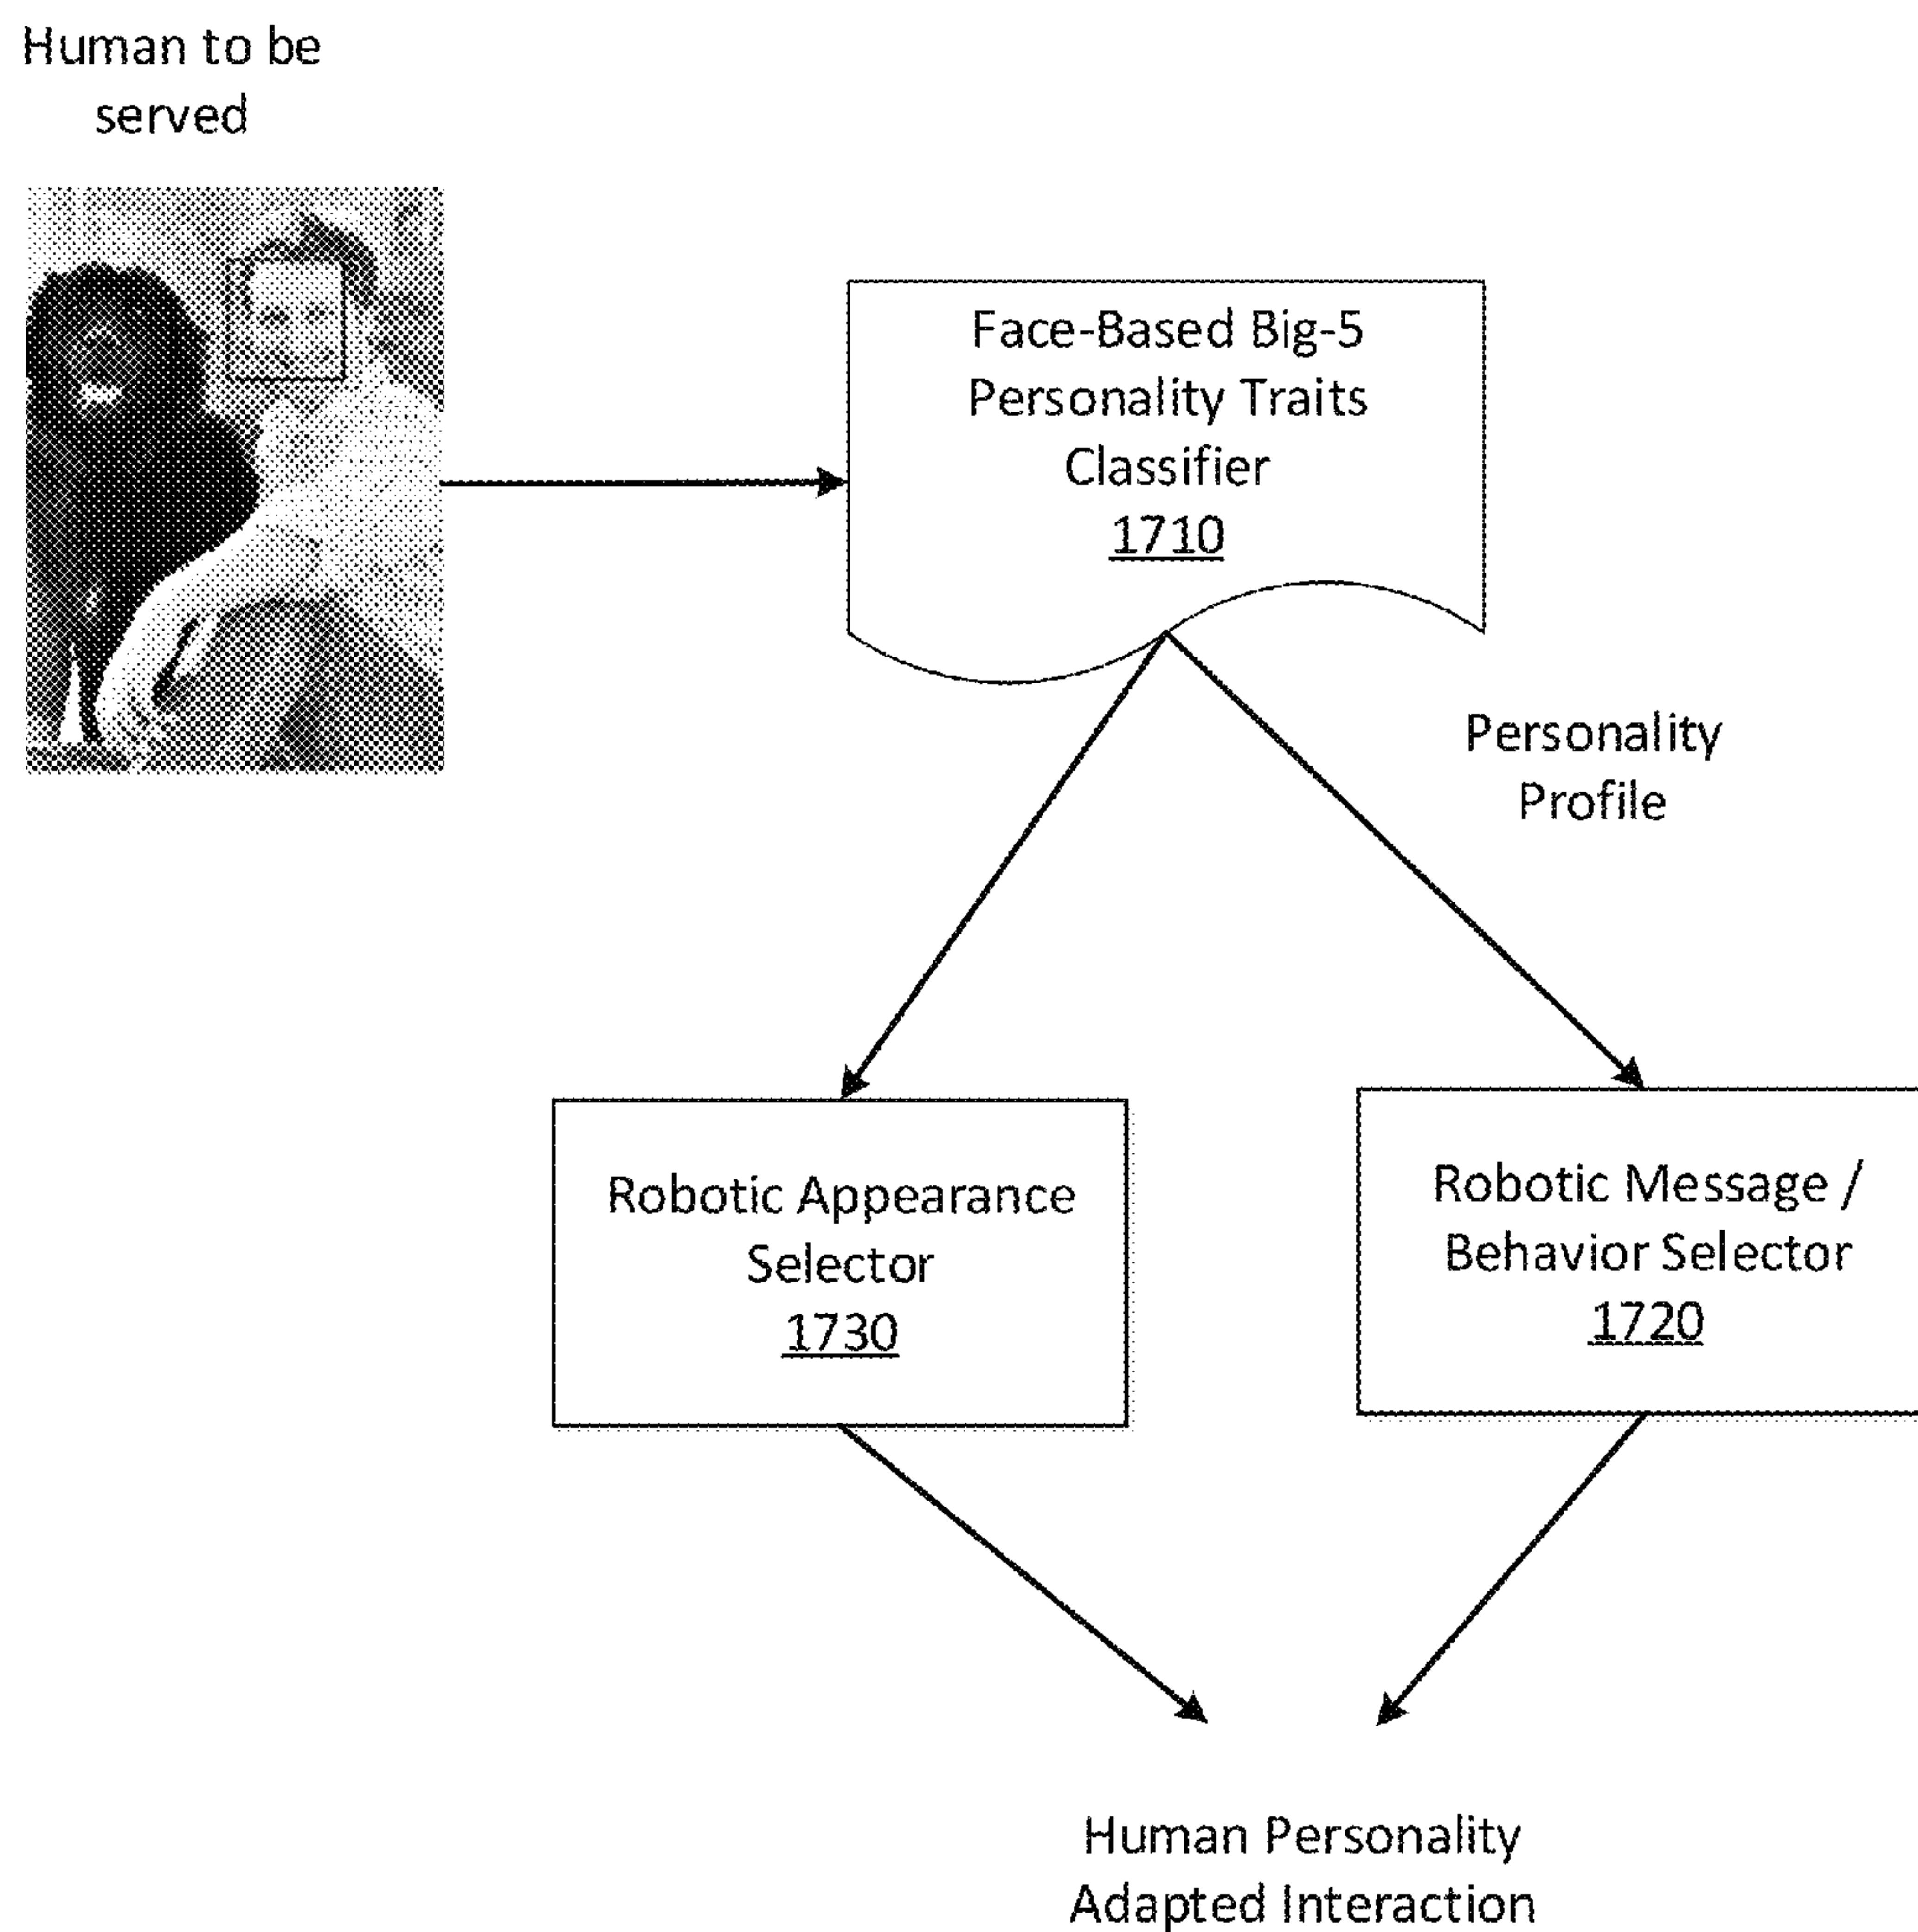 Human to be
served
Face-Based Big-5
Personality Traits
Classifier
1710
Personality
Profile
Robotic Appearance
Selector
1730
Robotic Message /
Behavior Selector
1720
Human Personality
Adapted Interaction